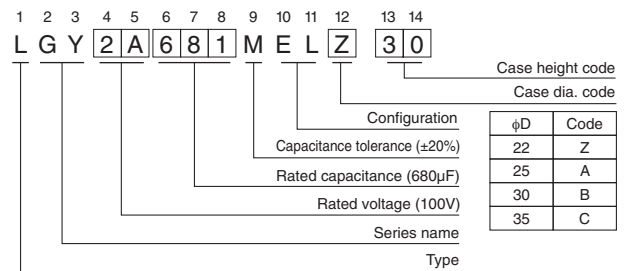 1 2 3 4 5 6 7 8 9 10 11 12 13 14
L G Y 2 A 6 8 1 M E L Z 3 0
Case height code
Case dia. code
Configuration
Capacitance tolerance (±20%)
Rated capacitance (680µF)
Rated voltage (100V)
Series name
Type
ϕD Code
22 Z
25 A
30 B
35 C